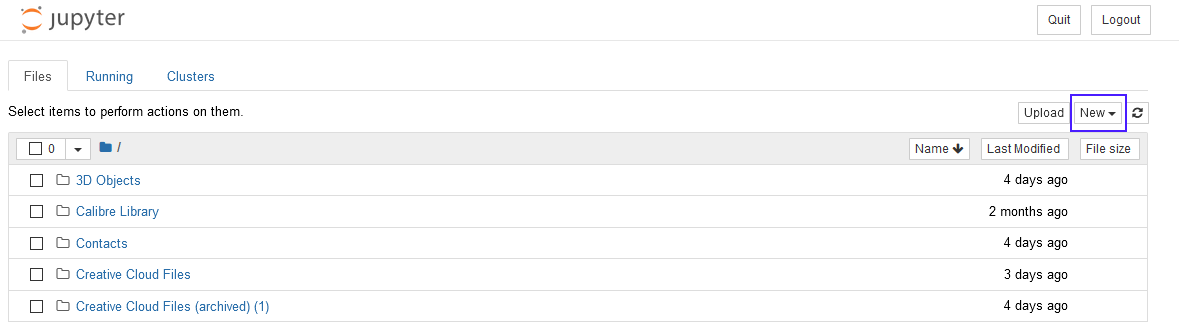 jupyter
Quit Logout
Files Running Clusters
Select items to perform actions on them.
Upload New
0 / Name Last Modified File size
3D Objects 4 days ago
Calibre Library 2 months ago
Contacts 4 days ago
Creative Cloud Files 3 days ago
Creative Cloud Files (archived) (1) 4 days ago